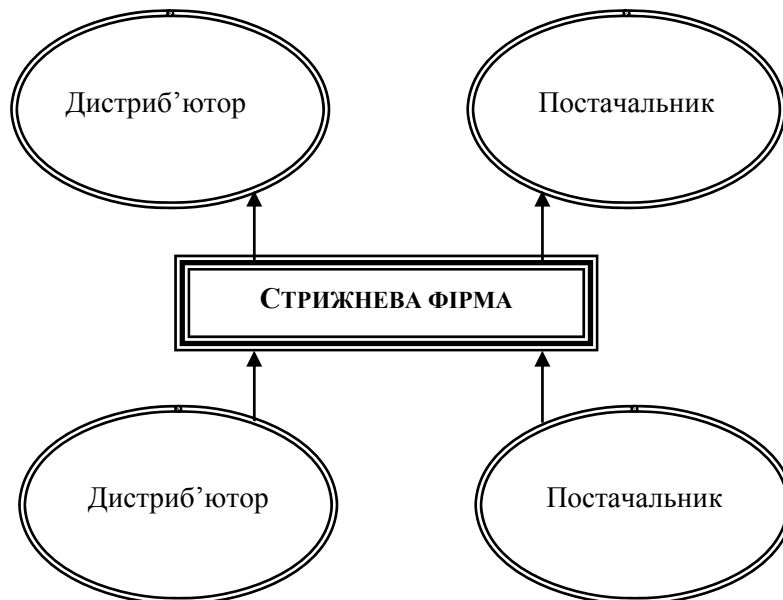 Дистриб’ютор
Постачальник
СТРИЖНЕВА ФІРМА
Дистриб’ютор
Постачальник